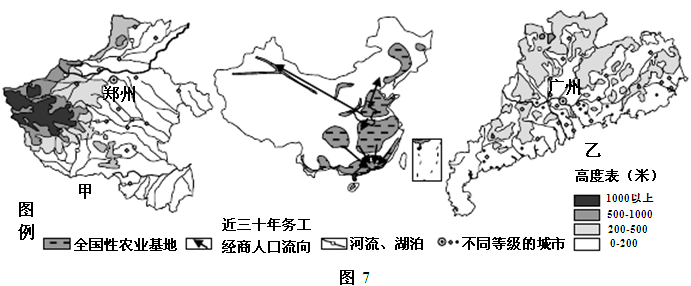 郑州
广州
甲
乙
高度表（米）
1000以上
500-1000
200-500
0-200
图例
全国性农业基地
近三十年务工
经商人口流向
河流、湖泊
不同等级的城市
图 7